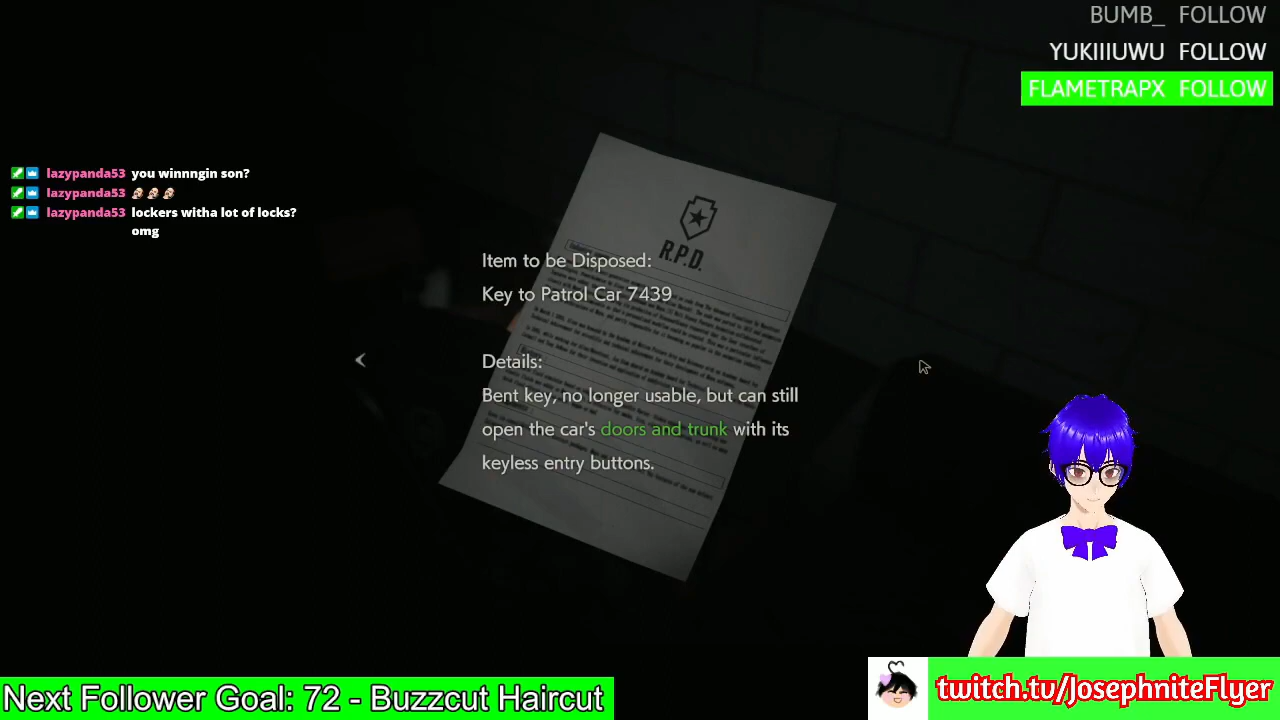 BUMB_ FOLLOW
YUKIIIUWU FOLLOW
FLAMETRAPX FOLLOW
lazypanda53 you winnngin son?
lazypanda53
lazypanda53 lockers witha lot of locks?
omg
R.P.D.
Item to be Disposed:
Key to Patrol Car 7439
Details:
Bent key, no longer usable, but can still
open the car's doors and trunk with its
keyless entry buttons.
Next Follower Goal: 72 - Buzzcut Haircut
twitch.tv/JosephniteFlyer